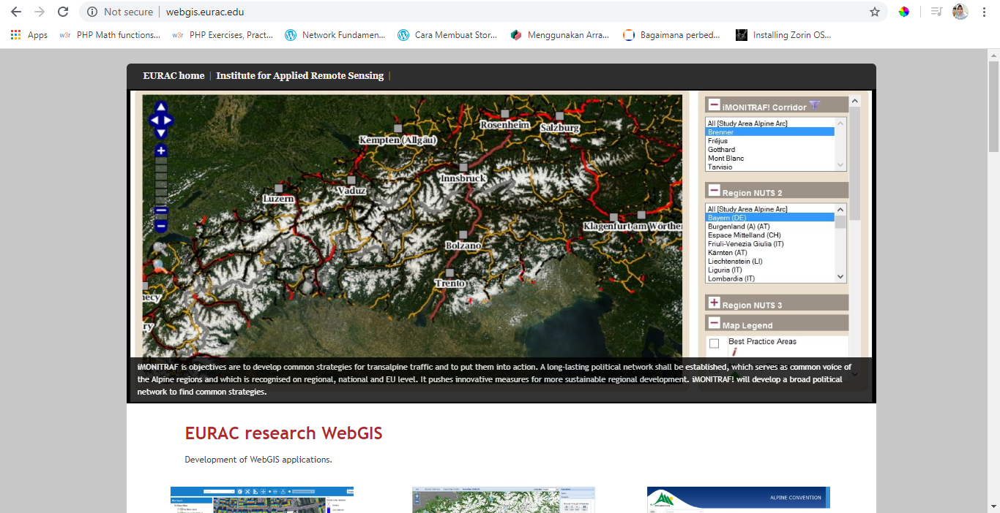 Not secure | webgis.eurac.edu
Apps
PHP Math functions...
PHP Exercises, Pract...
Network Fundamen...
Cara Membuat Stor...
Menggunakan Arra...
Bagaimana perbed...
Installing Zorin OS...
EURAC home | Institute for Applied Remote Sensing |
Rosenheim
Salzburg
Kempten (Allgäu)
Innsbruck
Vaduz
Luzern
Klagenfurt am Wörthe
Bolzano
Trento
necy
ry
iMONITRAF! Corridor
All [Study Area Alpine Arc]
Brenner
Fréjus
Gotthard
Mont Blanc
Tarvisio
Region NUTS 2
All [Study Area Alpine Arc]
Bayern (DE)
Burgenland (A) (AT)
Espace Mittelland (CH)
Friuli-Venezia Giulia (IT)
Kärnten (AT)
Liechtenstein (LI)
Liguria (IT)
Lombardia (IT)
Region NUTS 3
Map Legend
Best Practice Areas
iMONITRAF is objectives are to develop common strategies for transalpine traffic and to put them into action. A long-lasting political network shall be established, which serves as common voice of
the Alpine regions and which is recognised on regional, national and EU level. It pushes innovative measures for more sustainable regional development. iMONITRAF! will develop a broad political
network to find common strategies.
EURAC research WebGIS
Development of WebGIS applications.
ALPINE CONVENTION